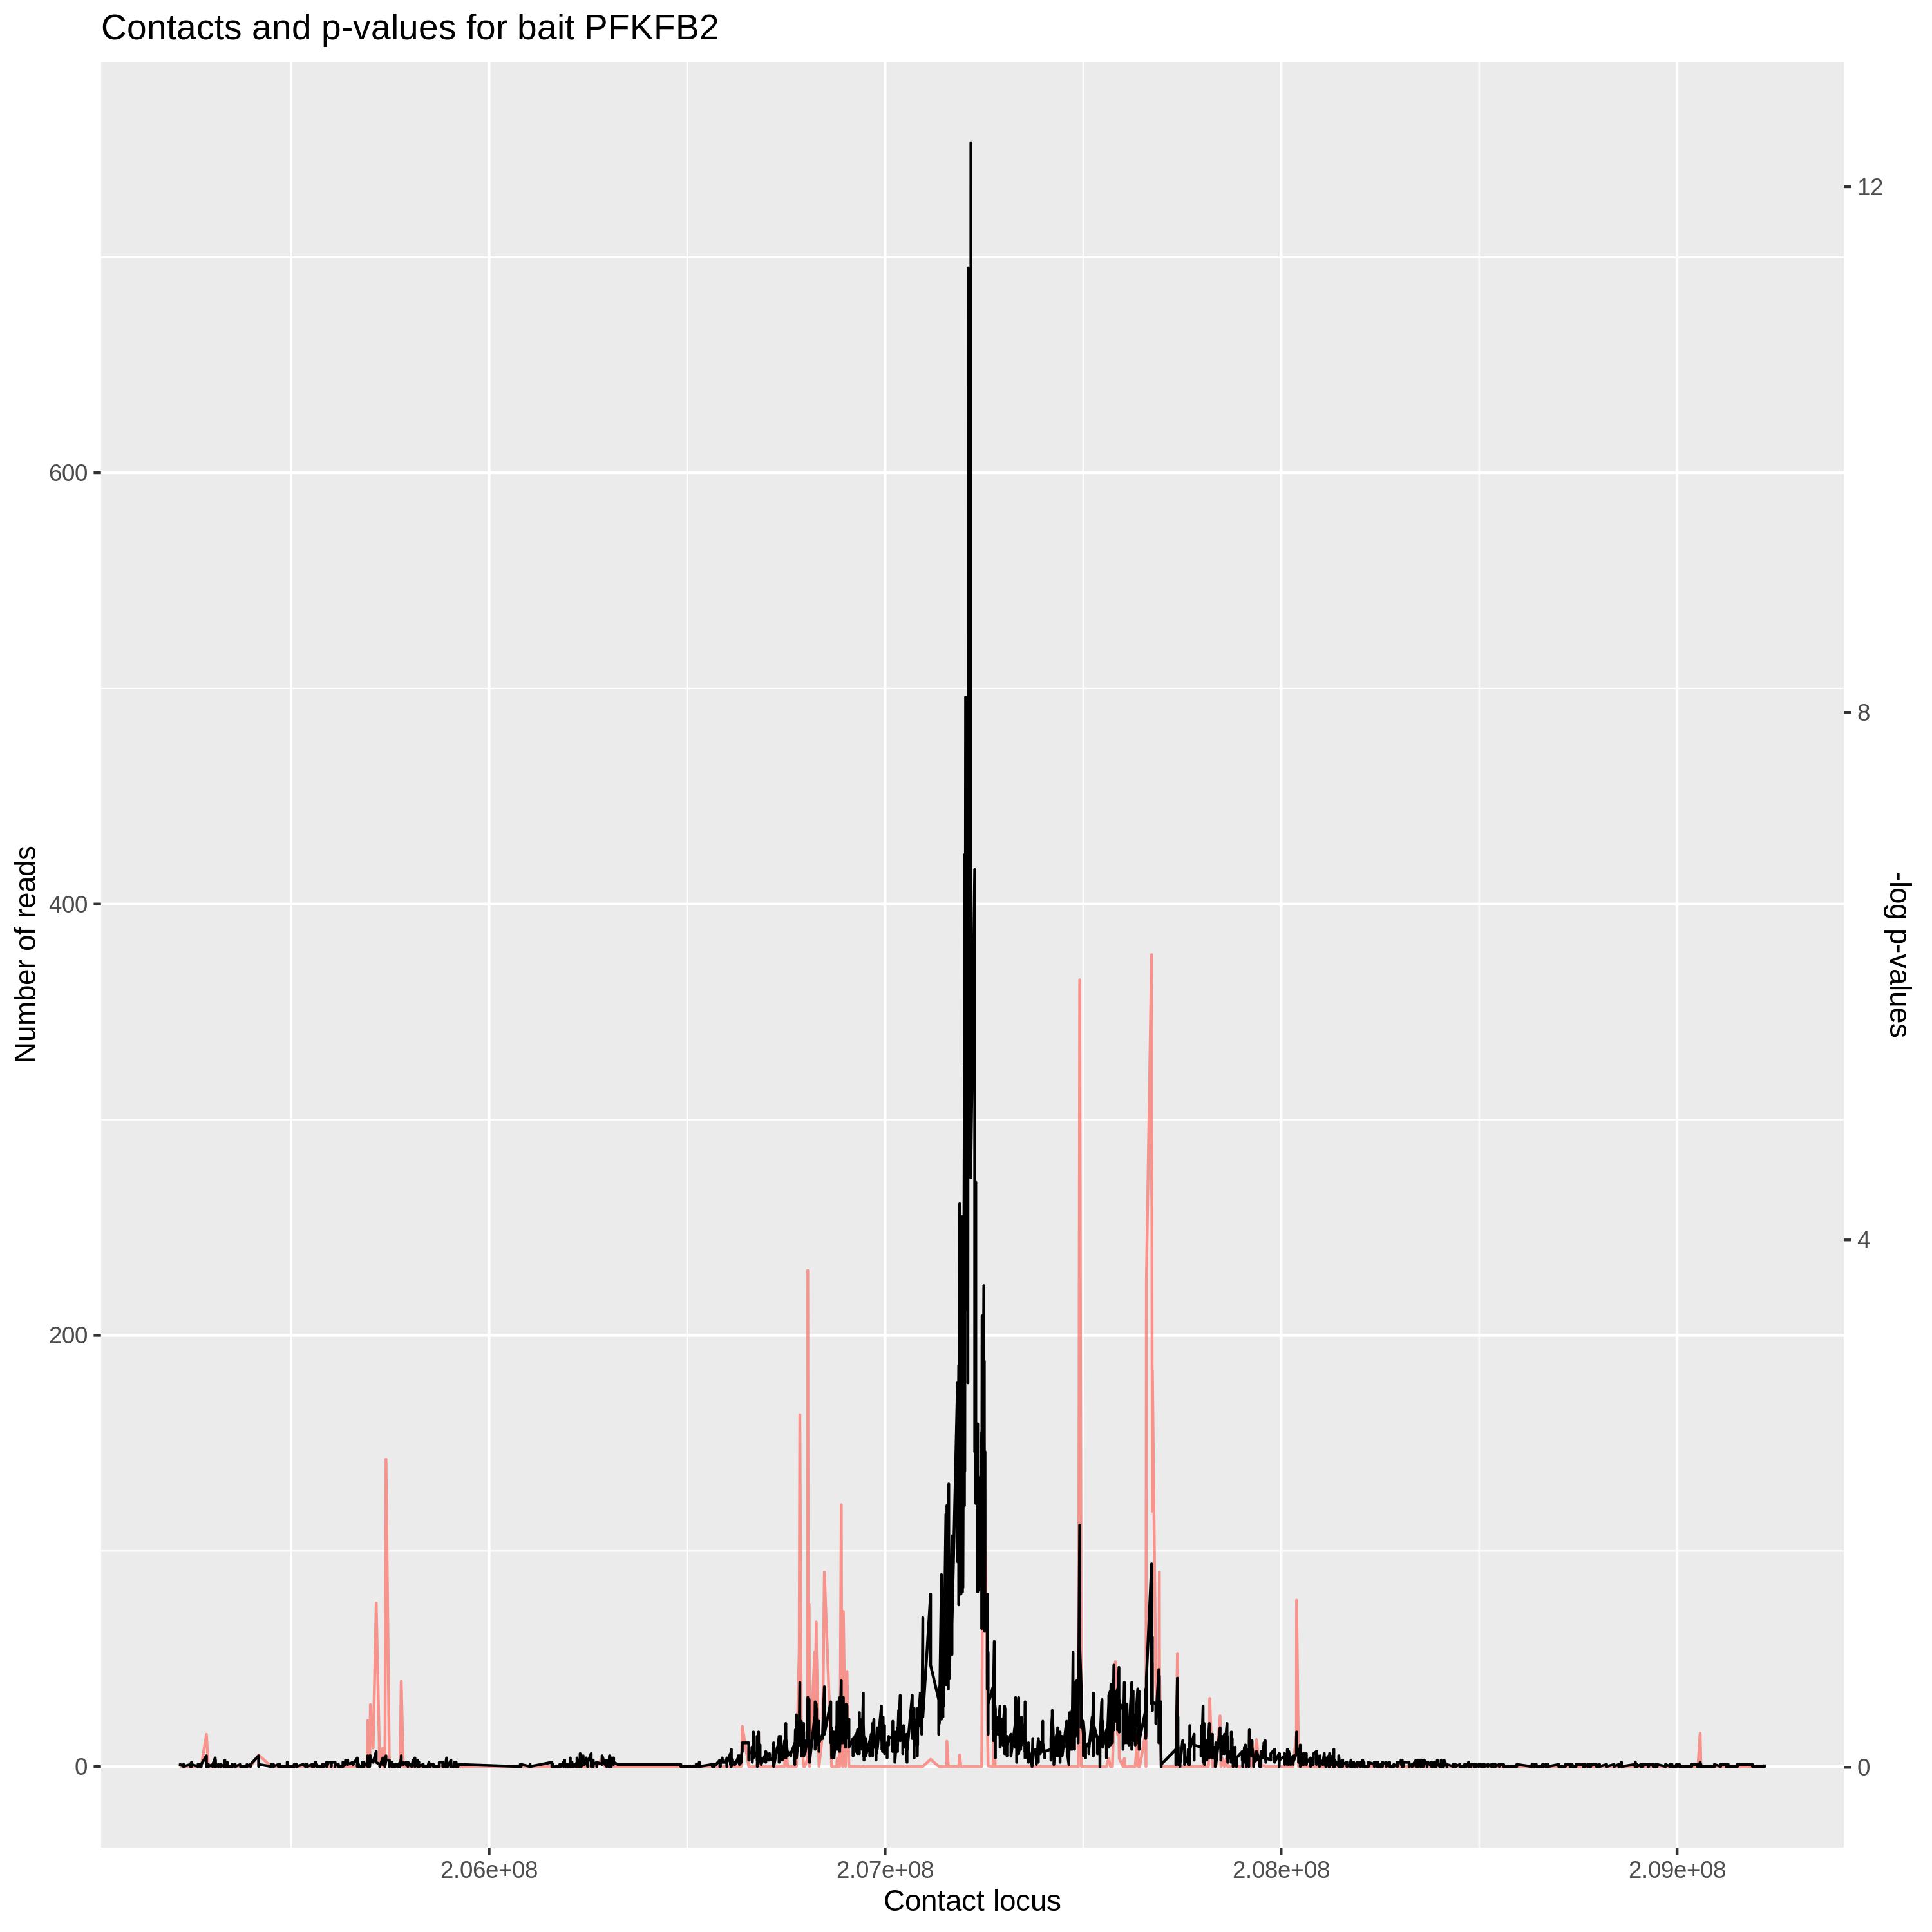 Contacts and p-values for bait PFKFB2
12
600
8
400
Number of reads
-log p-values
4
200
0
0
2.06e+08
2.07e+08
2.08e+08
2.09e+08
Contact locus